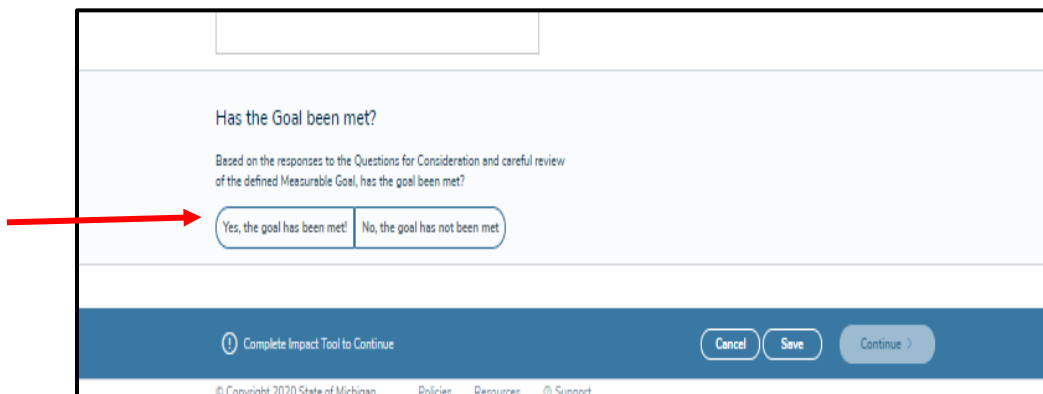 Has the Goal been met?
Based on the responses to the Questions for Consideration and careful review
of the defined Measurable Goal, has the goal been met?
Yes, the goal has been met! No, the goal has not been met
Complete Impact Tool to Continue Cancel Save Continue >
© Copyright 2020 State of Michigan Policies Resources Support